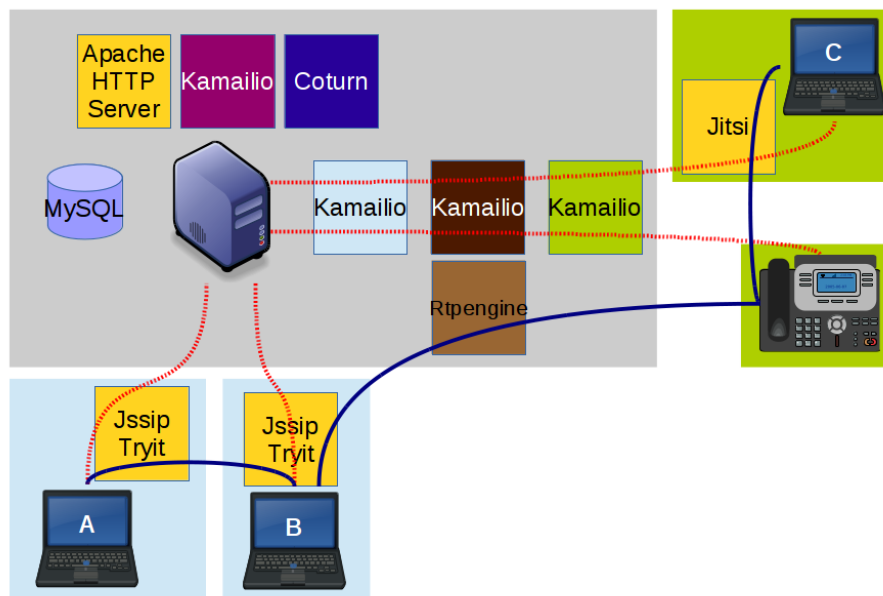 Apache
HTTP
Server
Kamailio
Coturn
C
Jitsi
MySQL
Kamailio
Kamailio
Kamailio
Rtpengine
Jssip
Tryit
Jssip
Tryit
A
B